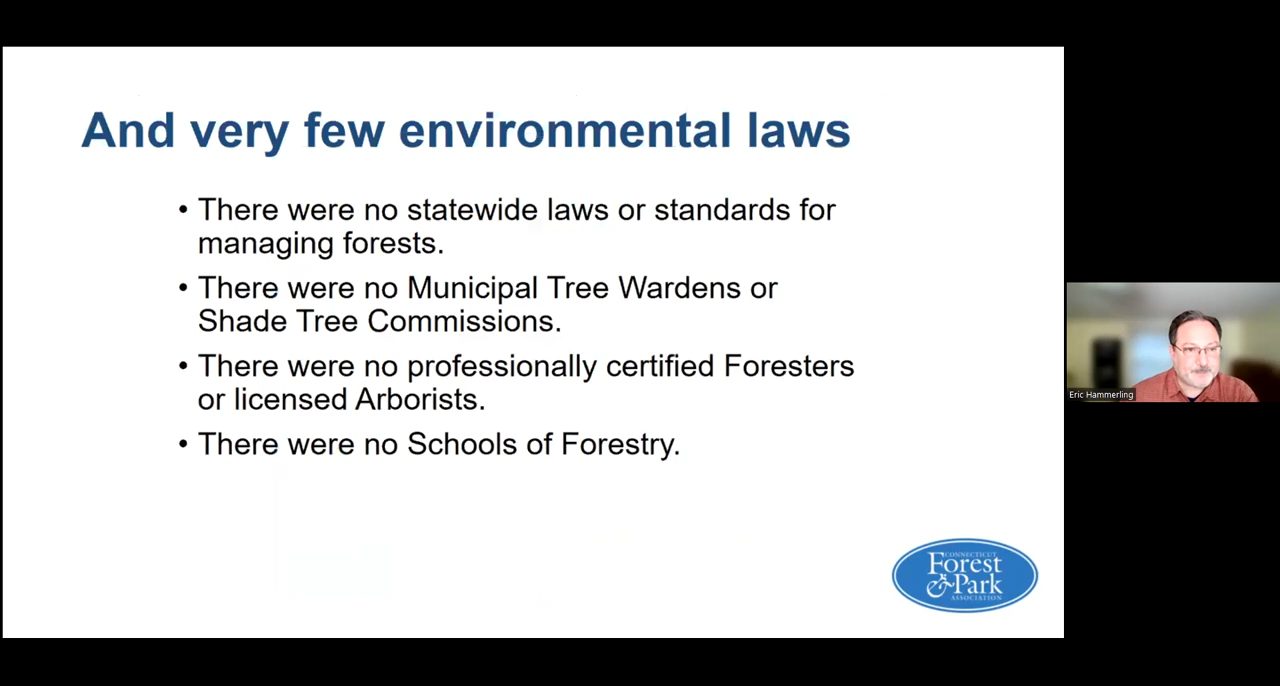 And very few environmental laws
• There were no statewide laws or standards for
managing forests.
• There were no Municipal Tree Wardens or
Shade Tree Commissions.
• There were no professionally certified Foresters
or licensed Arborists.
• There were no Schools of Forestry.
Eric Hammerling
CONNECTICUT
Forest
& Park
ASSOCIATION